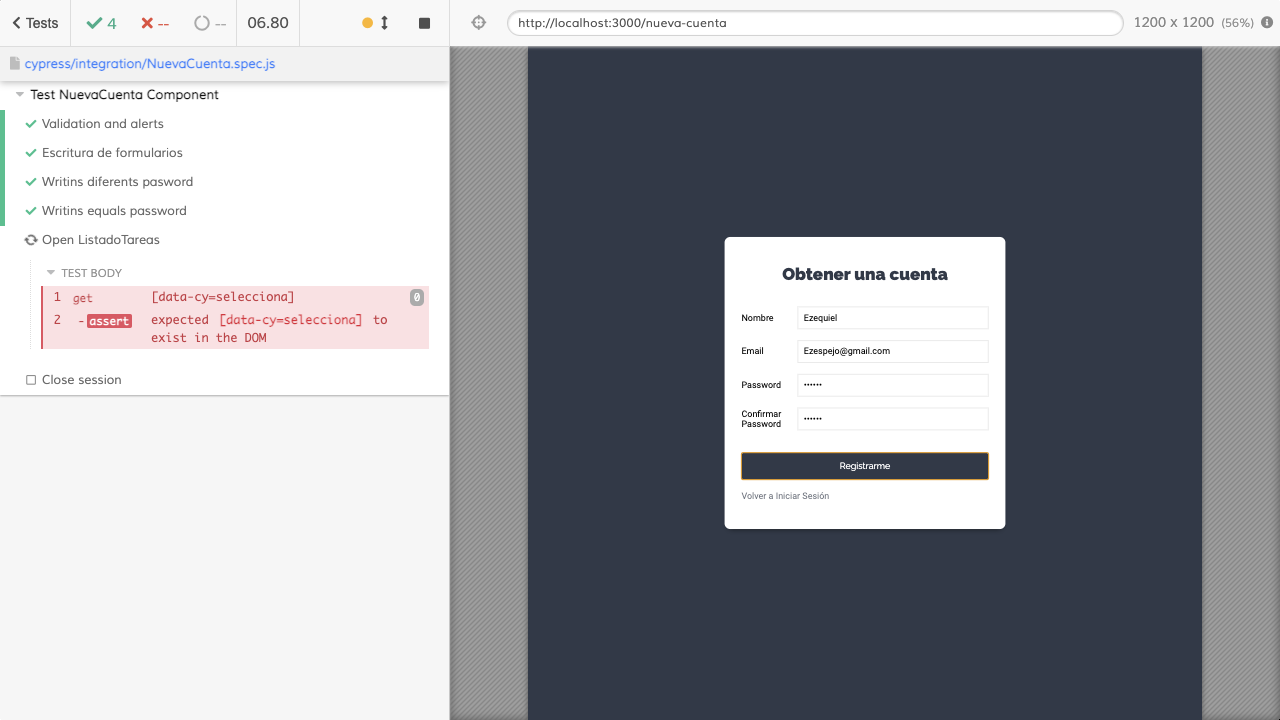 Tests
4
--
--
06.80
http://localhost:3000/nueva-cuenta
1200 x 1200 (56%)
cypress/integration/NuevaCuenta.spec.js
Test NuevaCuenta Component
Validation and alerts
Escritura de formularios
Writins diferents pasword
Writins equals password
Open ListadoTareas
TEST BODY
1 get [data-cy=selecciona] 0
2 -assert expected [data-cy=selecciona] to
exist in the DOM
Close session
Obtener una cuenta
Nombre Ezequiel
Email Ezespejo@gmail.com
Password ••••••
Confirmar
Password ••••••
Registrarme
Volver a Iniciar Sesión